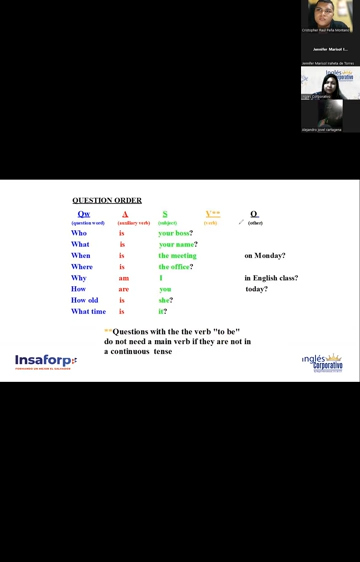 Jennifer Marisol I...
QUESTION ORDER
Qw A S V** O
(question word) (auxiliary verb) (subject) (verb) (other)
Who is your boss?
What is your name?
When is the meeting on Monday?
Where is the office?
Why am I in English class?
How are you today?
How old is she?
What time is it?
**Questions with the the verb "to be"
do not need a main verb if they are not in
a continuous tense
Insaforp
inglés
corporativo